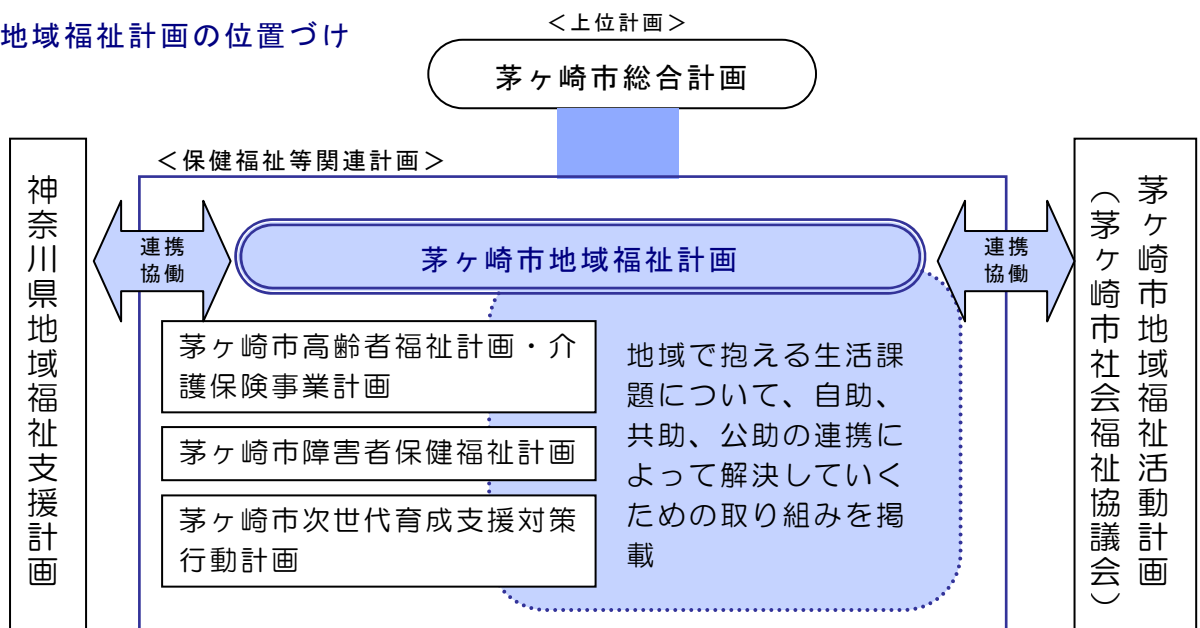 地域福祉計画の位置づけ
＜上位計画＞
茅ヶ崎市総合計画
＜保健福祉等関連計画＞
神奈川県地域福祉支援計画
連携
協働
茅ヶ崎市地域福祉計画
連携
協働
茅ヶ崎市地域福祉活動計画
（茅ヶ崎市社会福祉協議会）
茅ヶ崎市高齢者福祉計画・介
護保険事業計画
茅ヶ崎市障害者保健福祉計画
茅ヶ崎市次世代育成支援対策
行動計画
地域で抱える生活課
題について、自助、
共助、公助の連携に
よって解決していく
ための取り組みを掲
載